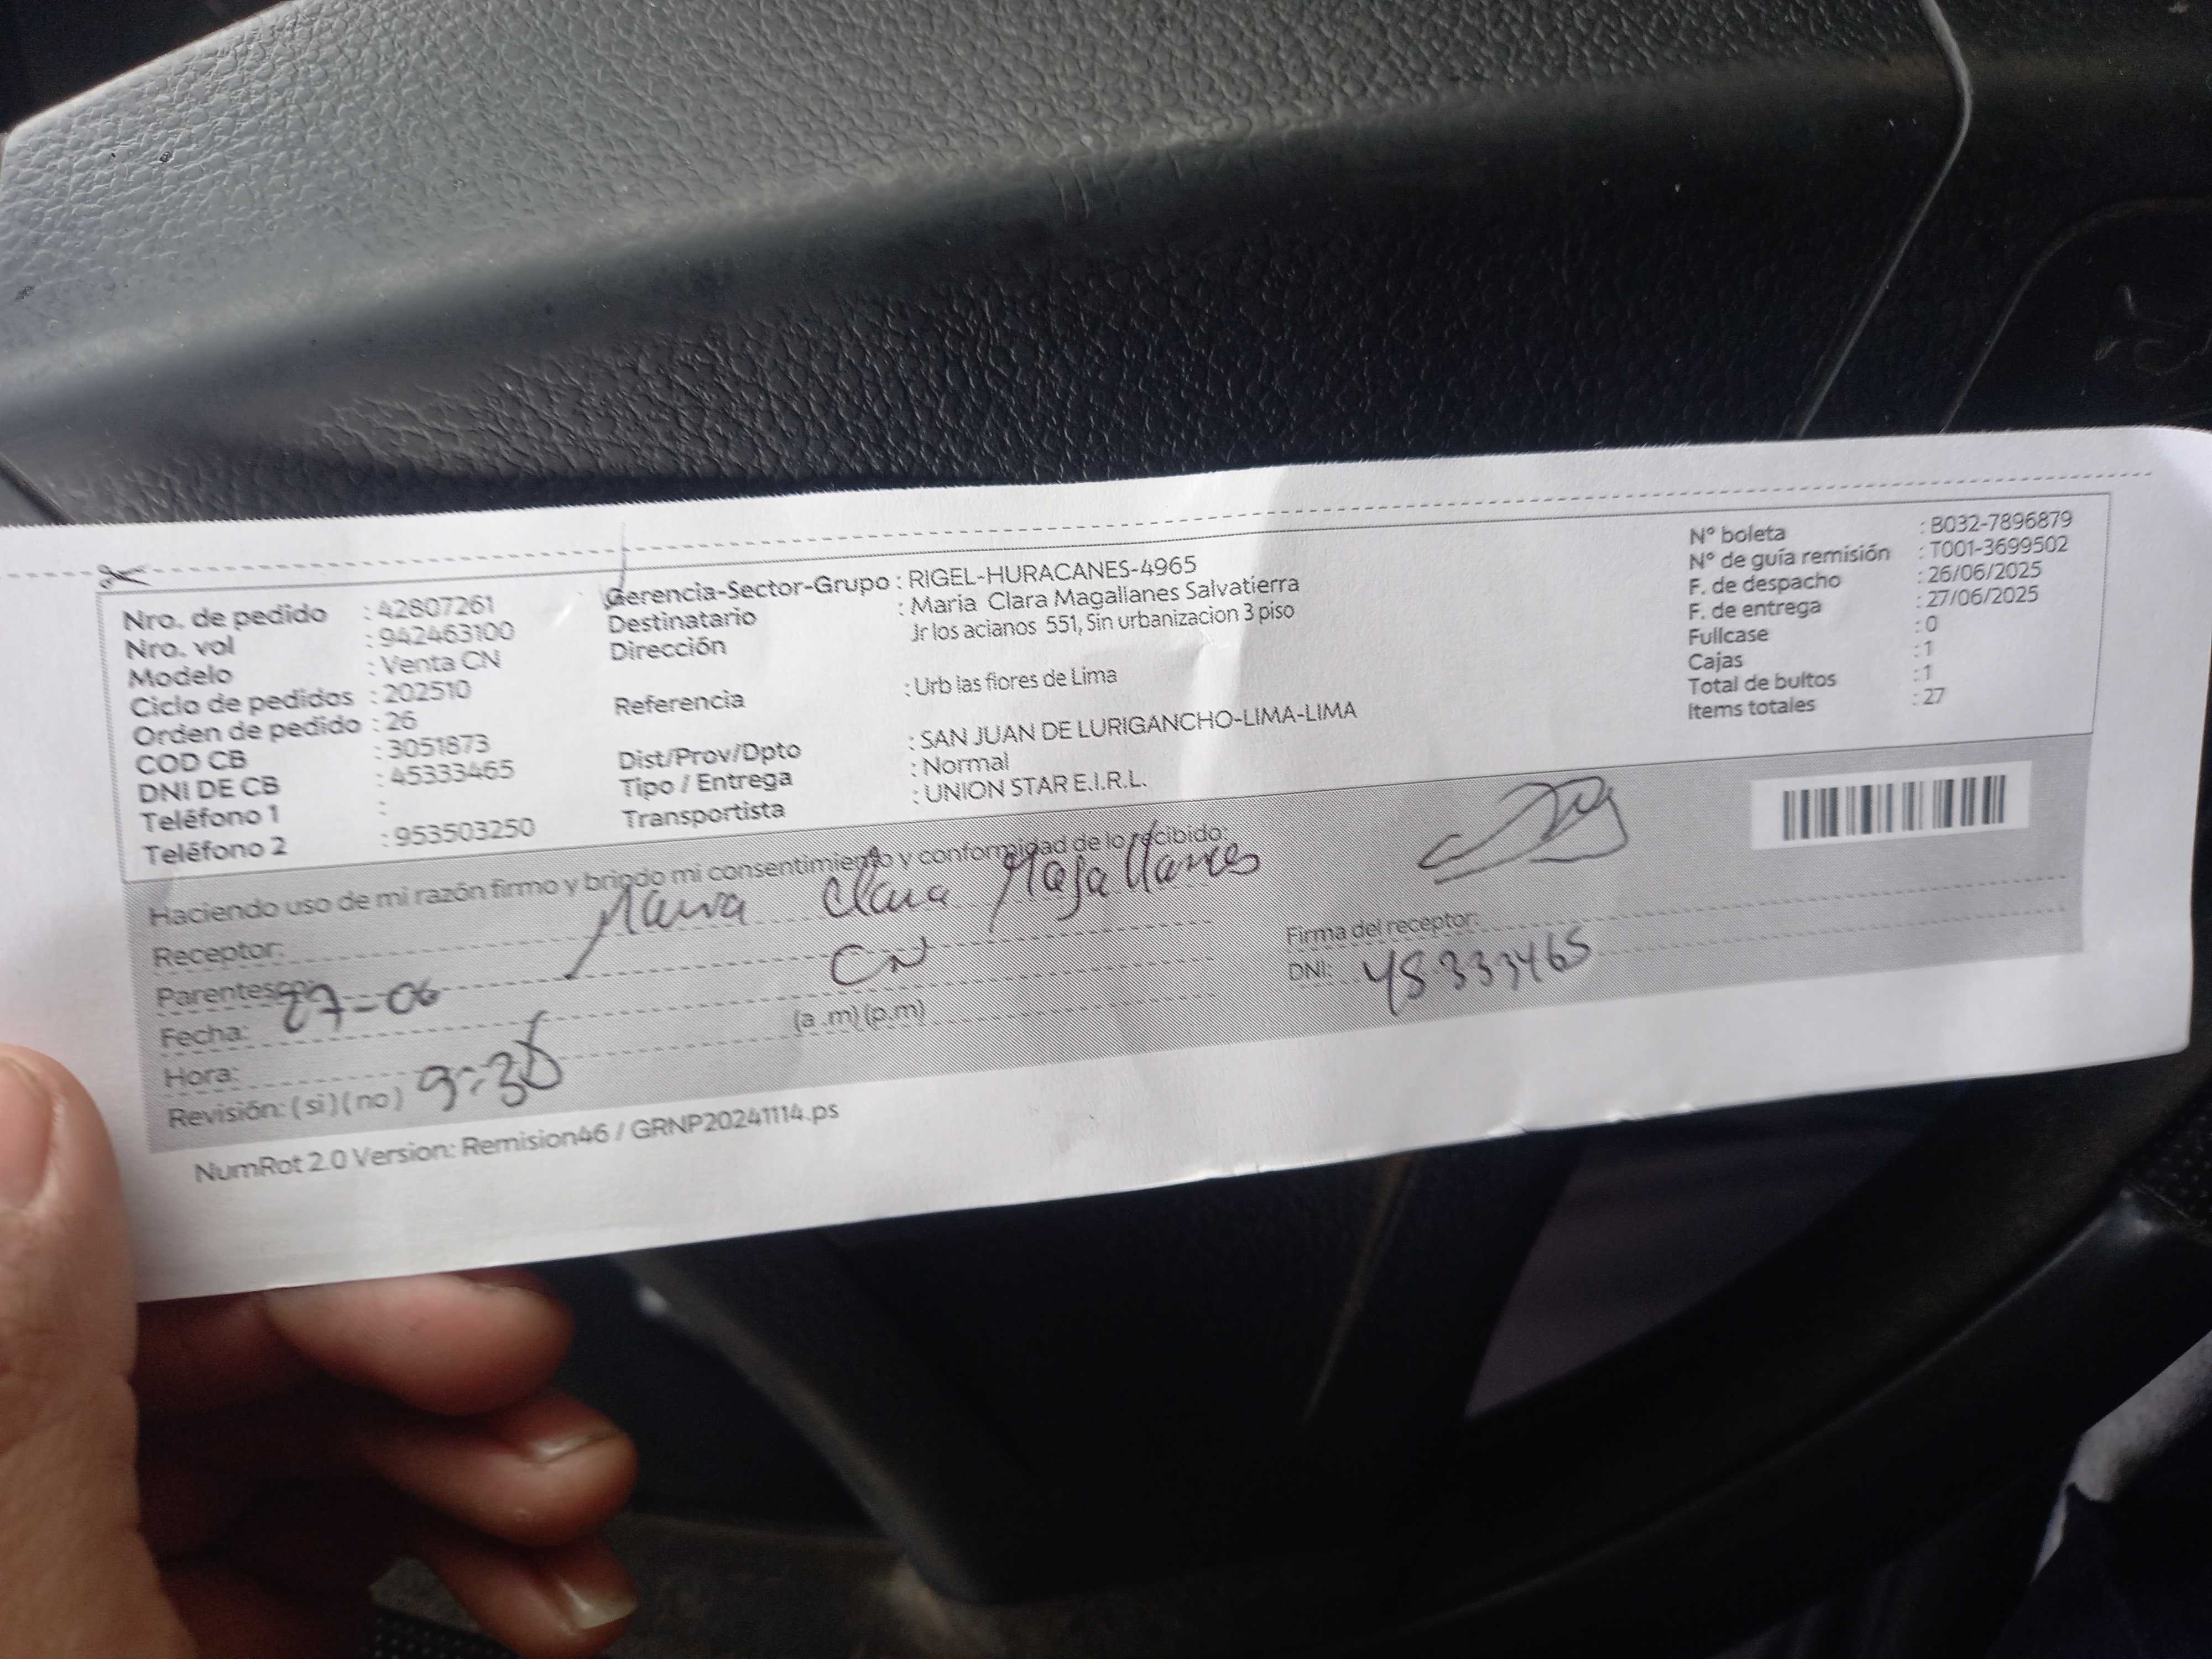 Nro. de pedido : 42807261
Nro. vol : 942463100
Modelo : Venta CN
Ciclo de pedidos : 202510
Orden de pedido : 26
COD CB : 3051873
DNI DE CB : 45333465
Teléfono 1 :
Teléfono 2 : 953503250
Gerencia-Sector-Grupo : RIGEL-HURACANES-4965
Destinatario : Maria Clara Magallanes Salvatierra
Dirección Jr los acianos 551, Sin urbanizacion 3 piso
Referencia : Urb las flores de Lima
Dist/Prov/Dpto : SAN JUAN DE LURIGANCHO-LIMA-LIMA
Tipo / Entrega : Normal
Transportista : UNION STAR E.I.R.L.
N° boleta : B032-7896879
N° de guía remisión : T001-3699502
F. de despacho : 26/06/2025
F. de entrega : 27/06/2025
Fullcase : 0
Cajas : 1
Total de bultos : 1
Items totales : 27
Haciendo uso de mi razón firmo y brindo mi consentimiento y conformidad de lo recibido:
Receptor: Maria Clara Magallanes
Parentesco: CN
Fecha: 27-06
Hora: (a.m) (p.m)
Revisión: ( si ) ( no ) 9:36
Firma del receptor:
DNI: 45333465
NumRot 2.0 Version: Remision46 / GRNP20241114.ps